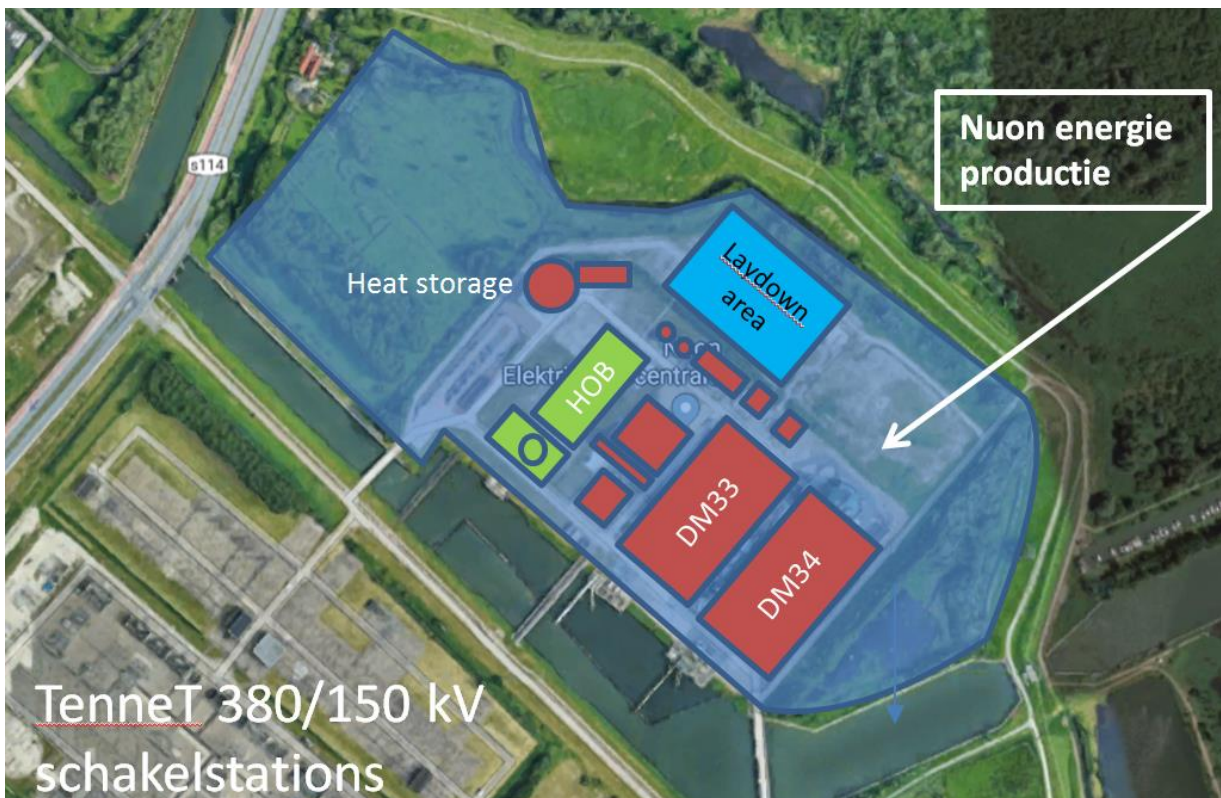 Nuon energie
productie
s114
Heat storage
Laydown
area
HOB
DM33
DM34
TenneT 380/150 kV
schakelstations